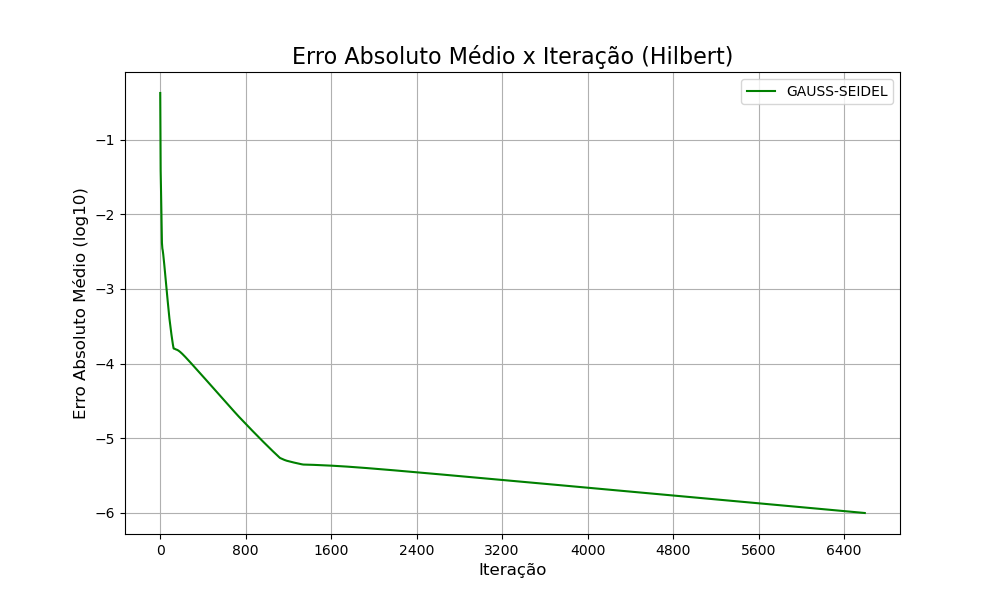 Erro Absoluto Médio x Iteração (Hilbert)
GAUSS-SEIDEL
Erro Absoluto Médio (log10)
−1
−2
−3
−4
−5
−6
0 800 1600 2400 3200 4000 4800 5600 6400
Iteração